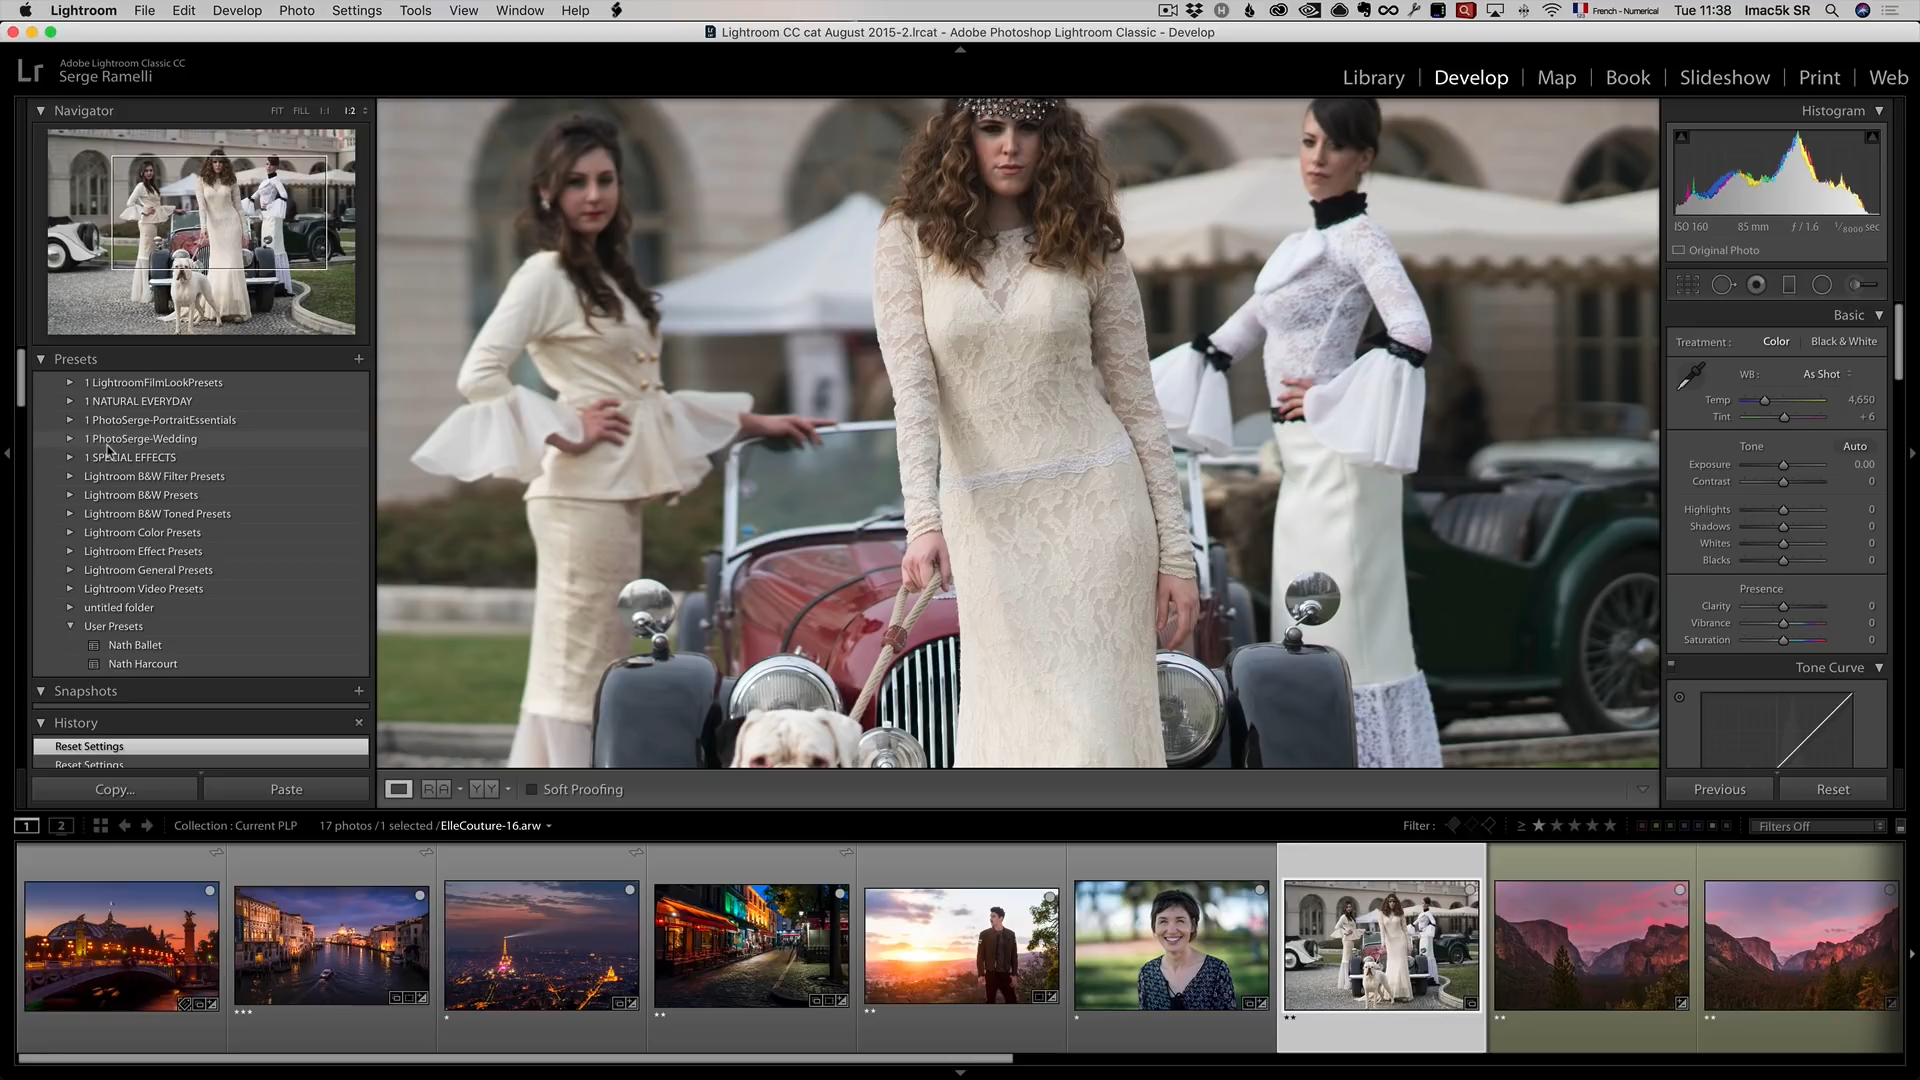 Lightroom File Edit Develop Photo Settings Tools View Window Help French - Numerical Tue 11:38 Imac5k SR
Lightroom CC cat August 2015-2.lrcat - Adobe Photoshop Lightroom Classic - Develop
Lr Adobe Lightroom Classic CC
Serge Ramelli
Library | Develop | Map | Book | Slideshow | Print | Web
Navigator FIT FILL 1:1 1:2
Presets +
1 LightroomFilmLookPresets
1 NATURAL EVERYDAY
1 PhotoSerge-PortraitEssentials
1 PhotoSerge-Wedding
1 SPECIAL EFFECTS
Lightroom B&W Filter Presets
Lightroom B&W Presets
Lightroom B&W Toned Presets
Lightroom Color Presets
Lightroom Effect Presets
Lightroom General Presets
Lightroom Video Presets
untitled folder
User Presets
Nath Ballet
Nath Harcourt
Snapshots +
History ×
Reset Settings
Reset Settings
Copy... Paste
Soft Proofing
Histogram
ISO 160 85 mm ƒ / 1.6 1/8000 sec
Original Photo
Basic
Treatment : Color Black & White
WB : As Shot
Temp 4,650
Tint + 6
Tone Auto
Exposure 0.00
Contrast 0
Highlights 0
Shadows 0
Whites 0
Blacks 0
Presence
Clarity 0
Vibrance 0
Saturation 0
Tone Curve
Previous Reset
1 2 Collection : Current PLP 17 photos /1 selected /ElleCouture-16.arw Filter : ≥ Filters Off